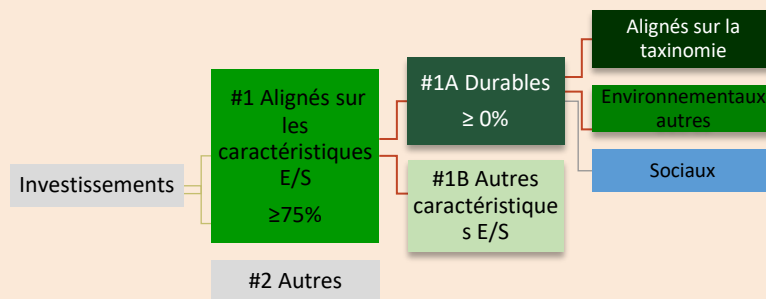 Investissements
#1 Alignés sur
les
caractéristiques
E/S
≥75%
#2 Autres
#1A Durables
≥ 0%
#1B Autres
caractéristique
s E/S
Alignés sur la
taxinomie
Environnementaux
autres
Sociaux